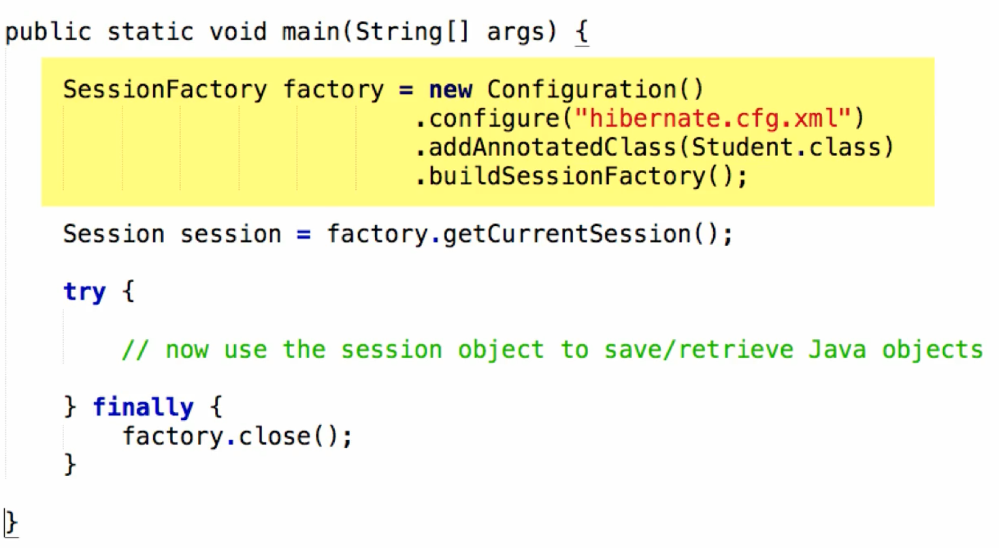 public static void main(String[] args) {
SessionFactory factory = new Configuration()
.configure("hibernate.cfg.xml")
.addAnnotatedClass(Student.class)
.buildSessionFactory();
Session session = factory.getCurrentSession();
try {
// now use the session object to save/retrieve Java objects
} finally {
factory.close();
}
}